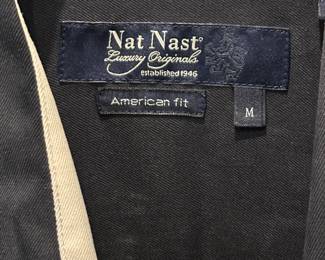 Nat Nast®
Luxury Originals
established 1946
American fit
M